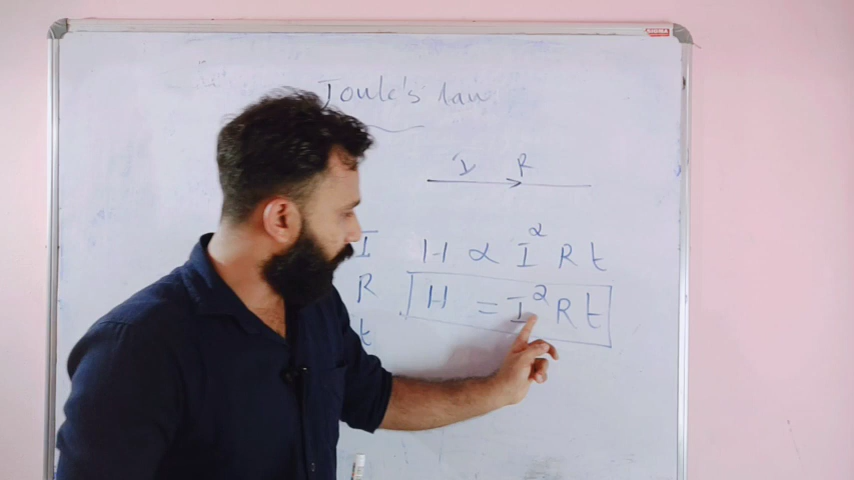 Joule's law
I R
I
H ∝ I² R t
R
H = I² R t
t